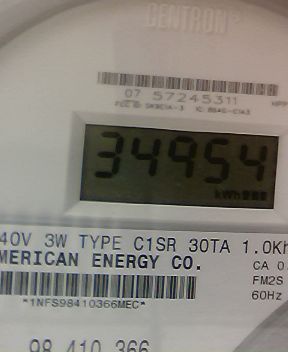 CENTRON®
07 57245311
34954
kWh
40V 3W TYPE C1SR 30TA 1.0Kh
MERICAN ENERGY CO.
CA 0.
FM2S
60Hz
*1NFS98410366MEC*
98 410 366